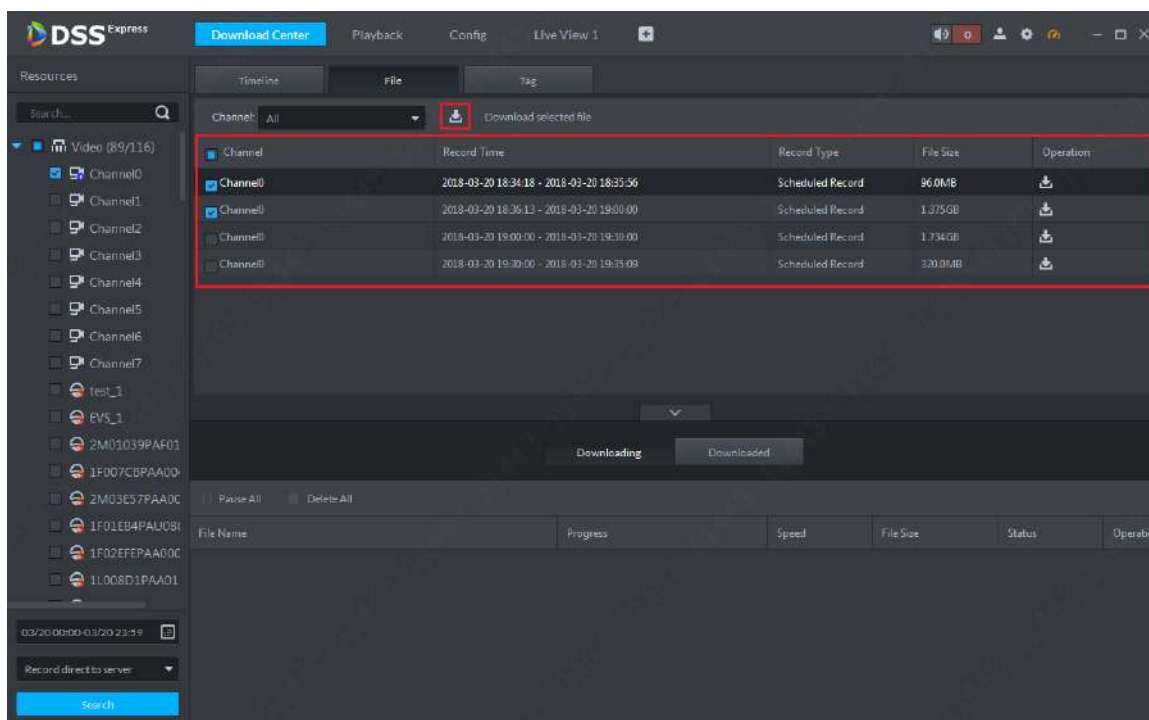 DSS Express
Download Center Playback Config Live View 1
0
Resources
Timeline File Tag
Search...
Channel: All Download selected file
Video (89/116)
Channel Record Time Record Type File Size Operation
Channel0
Channel0 2018-03-20 18:34:18 - 2018-03-20 18:35:56 Scheduled Record 96.0MB
Channel1
Channel0 2018-03-20 18:36:13 - 2018-03-20 19:00:00 Scheduled Record 1.375GB
Channel2
Channel0 2018-03-20 19:00:00 - 2018-03-20 19:30:00 Scheduled Record 1.734GB
Channel3
Channel0 2018-03-20 19:30:00 - 2018-03-20 19:35:09 Scheduled Record 320.0MB
Channel4
Channel5
Channel6
Channel7
test_1
EVS_1
2M01039PAF01
Downloading Downloaded
1F007CBPAA00
2M03E57PAA0C
Pause All Delete All
1F01EB4PAU08
File Name Progress Speed File Size Status Operati
1F02EFEPAA00C
1L008D1PAA01
03/20 00:00-03/20 23:59
Record direct to server
Search